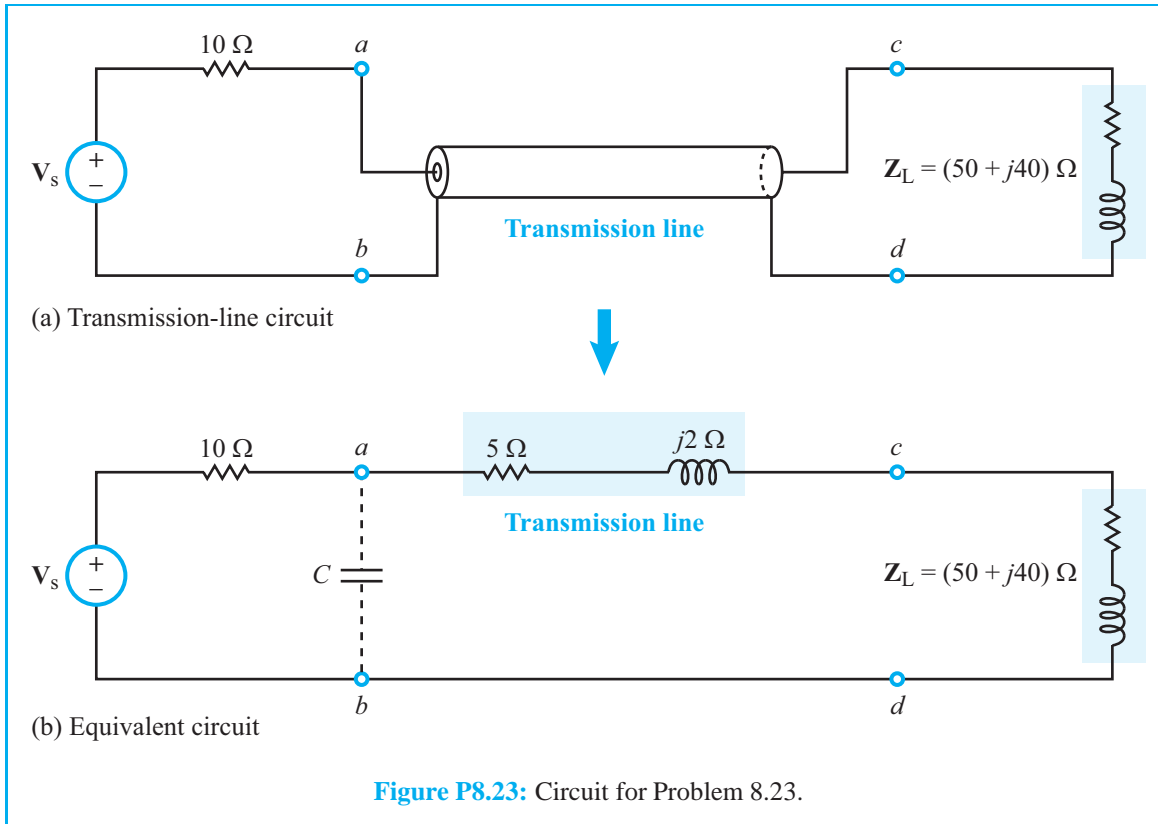 10 Ω
a
c
+
−
V_s
Z_L = (50 + j40) Ω
Transmission line
b
d
(a) Transmission-line circuit
10 Ω
a
5 Ω
j2 Ω
c
Transmission line
+
−
V_s
C
Z_L = (50 + j40) Ω
b
d
(b) Equivalent circuit
Figure P8.23: Circuit for Problem 8.23.